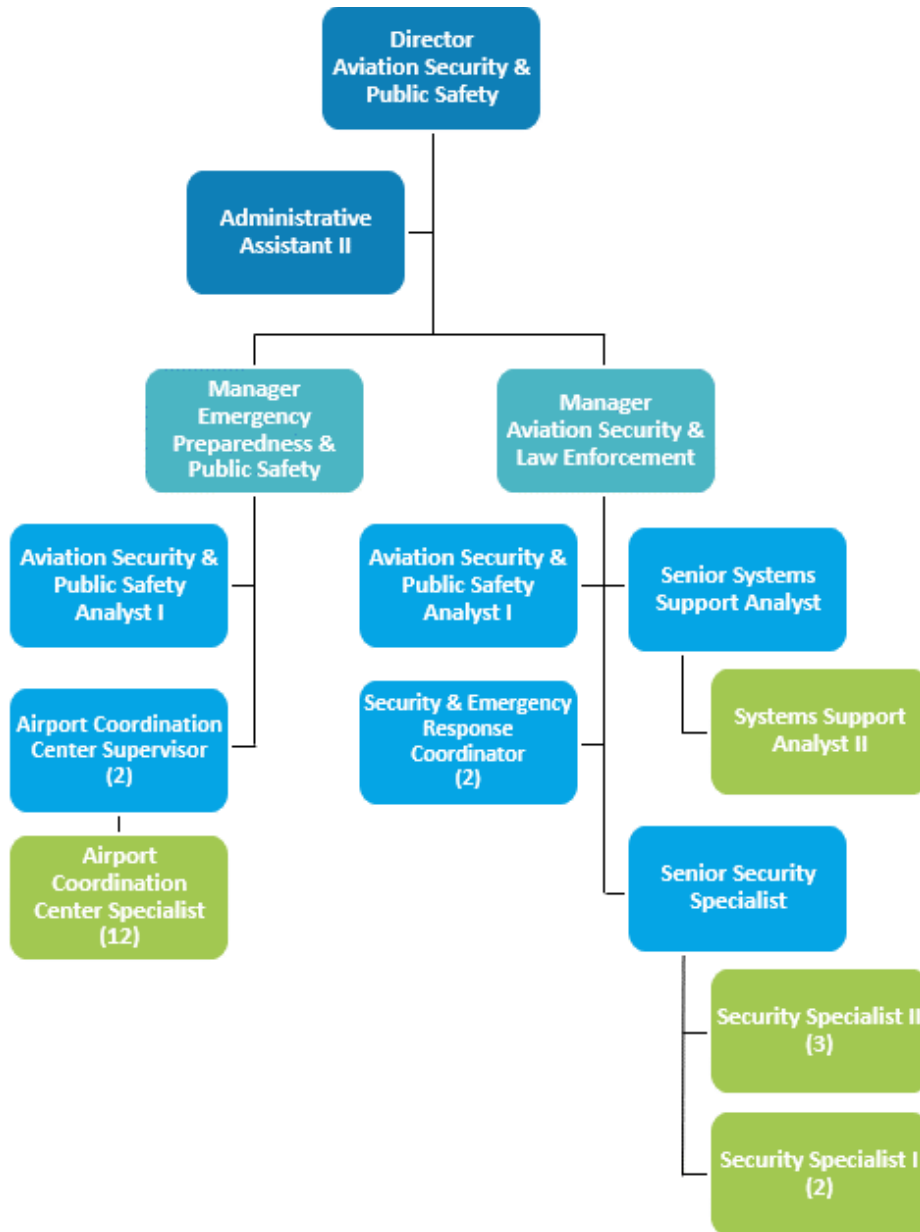 Director
Aviation Security &
Public Safety
Administrative
Assistant II
Manager
Emergency
Preparedness &
Public Safety
Manager
Aviation Security &
Law Enforcement
Aviation Security &
Public Safety
Analyst I
Aviation Security &
Public Safety
Analyst I
Senior Systems
Support Analyst
Airport Coordination
Center Supervisor
(2)
Security & Emergency
Response
Coordinator
(2)
Systems Support
Analyst II
Airport
Coordination
Center Specialist
(12)
Senior Security
Specialist
Security Specialist II
(3)
Security Specialist I
(2)